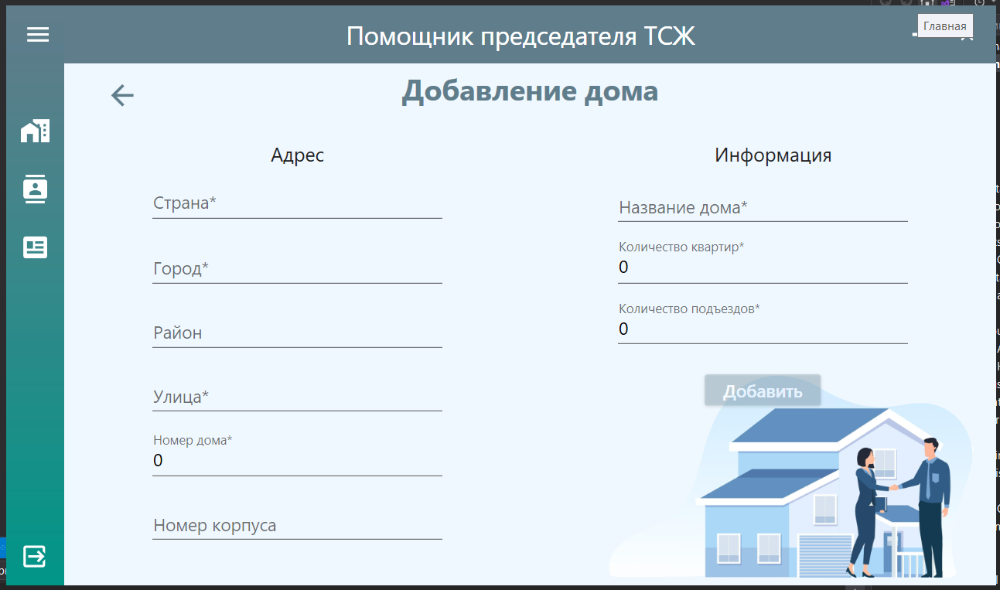 Помощник председателя ТСЖ
Главная
Добавление дома
Адрес
Страна*
Город*
Район
Улица*
Номер дома*
0
Номер корпуса
Информация
Название дома*
Количество квартир*
0
Количество подъездов*
0
Добавить